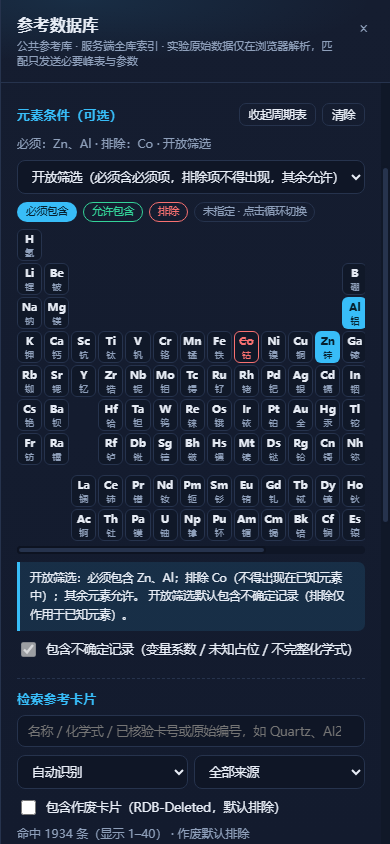 参考数据库
×
公共参考库 · 服务端全库索引 · 实验原始数据仅在浏览器解析，匹
配只发送必要峰表与参数
元素条件（可选）
收起周期表
清除
必须：Zn、Al · 排除：Co · 开放筛选
开放筛选（必须含必须项，排除项不得出现，其余允许）
必须包含 允许包含 排除 未指定 · 点击循环切换
H
氢
Li Be B
锂 铍 硼
Na Mg Al
钠 镁 铝
K Ca Sc Ti V Cr Mn Fe Co Ni Cu Zn Ga
钾 钙 钪 钛 钒 铬 锰 铁 钴 镍 铜 锌 镓
Rb Sr Y Zr Nb Mo Tc Ru Rh Pd Ag Cd In
铷 锶 钇 锆 铌 钼 锝 钌 铑 钯 银 镉 铟
Cs Ba Hf Ta W Re Os Ir Pt Au Hg Tl
铯 钡 铪 钽 钨 铼 锇 铱 铂 金 汞 铊
Fr Ra Rf Db Sg Bh Hs Mt Ds Rg Cn Nh
钫 镭 𬬻 𬭊 𬭳 𬭛 𬭶 鿏 𫟼 𬬭 鿔 鿭
La Ce Pr Nd Pm Sm Eu Gd Tb Dy Ho
镧 铈 镨 钕 钷 钐 铕 钆 铽 镝 钬
Ac Th Pa U Np Pu Am Cm Bk Cf Es
锕 钍 镤 铀 镎 钚 镅 锔 锫 锎 锿
开放筛选：必须包含 Zn、Al；排除 Co（不得出现在已知元素
中）；其余元素允许。 开放筛选默认包含不确定记录（排除仅
作用于已知元素）。
包含不确定记录（变量系数 / 未知占位 / 不完整化学式）
检索参考卡片
名称 / 化学式 / 已核验卡号或原始编号，如 Quartz、Al2
自动识别
全部来源
包含作废卡片（RDB-Deleted，默认排除）
命中 1934 条（显示 1–40） · 作废默认排除